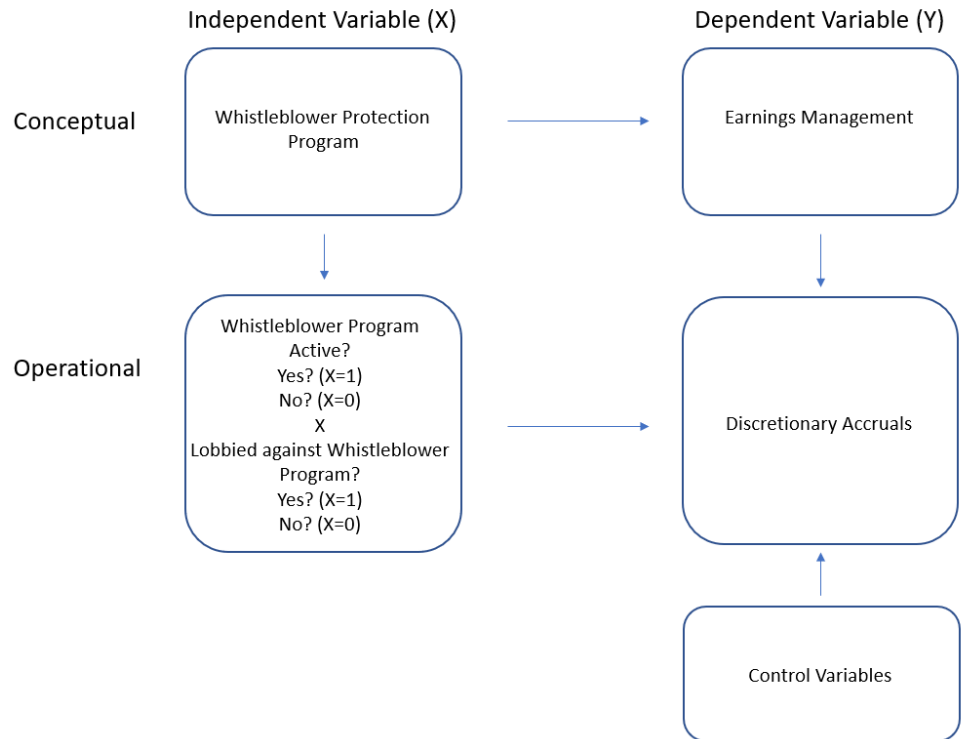 Independent Variable (X)
Dependent Variable (Y)
Conceptual
Whistleblower Protection
Program
Earnings Management
Operational
Whistleblower Program
Active?
Yes? (X=1)
No? (X=0)
X
Lobbied against Whistleblower
Program?
Yes? (X=1)
No? (X=0)
Discretionary Accruals
Control Variables